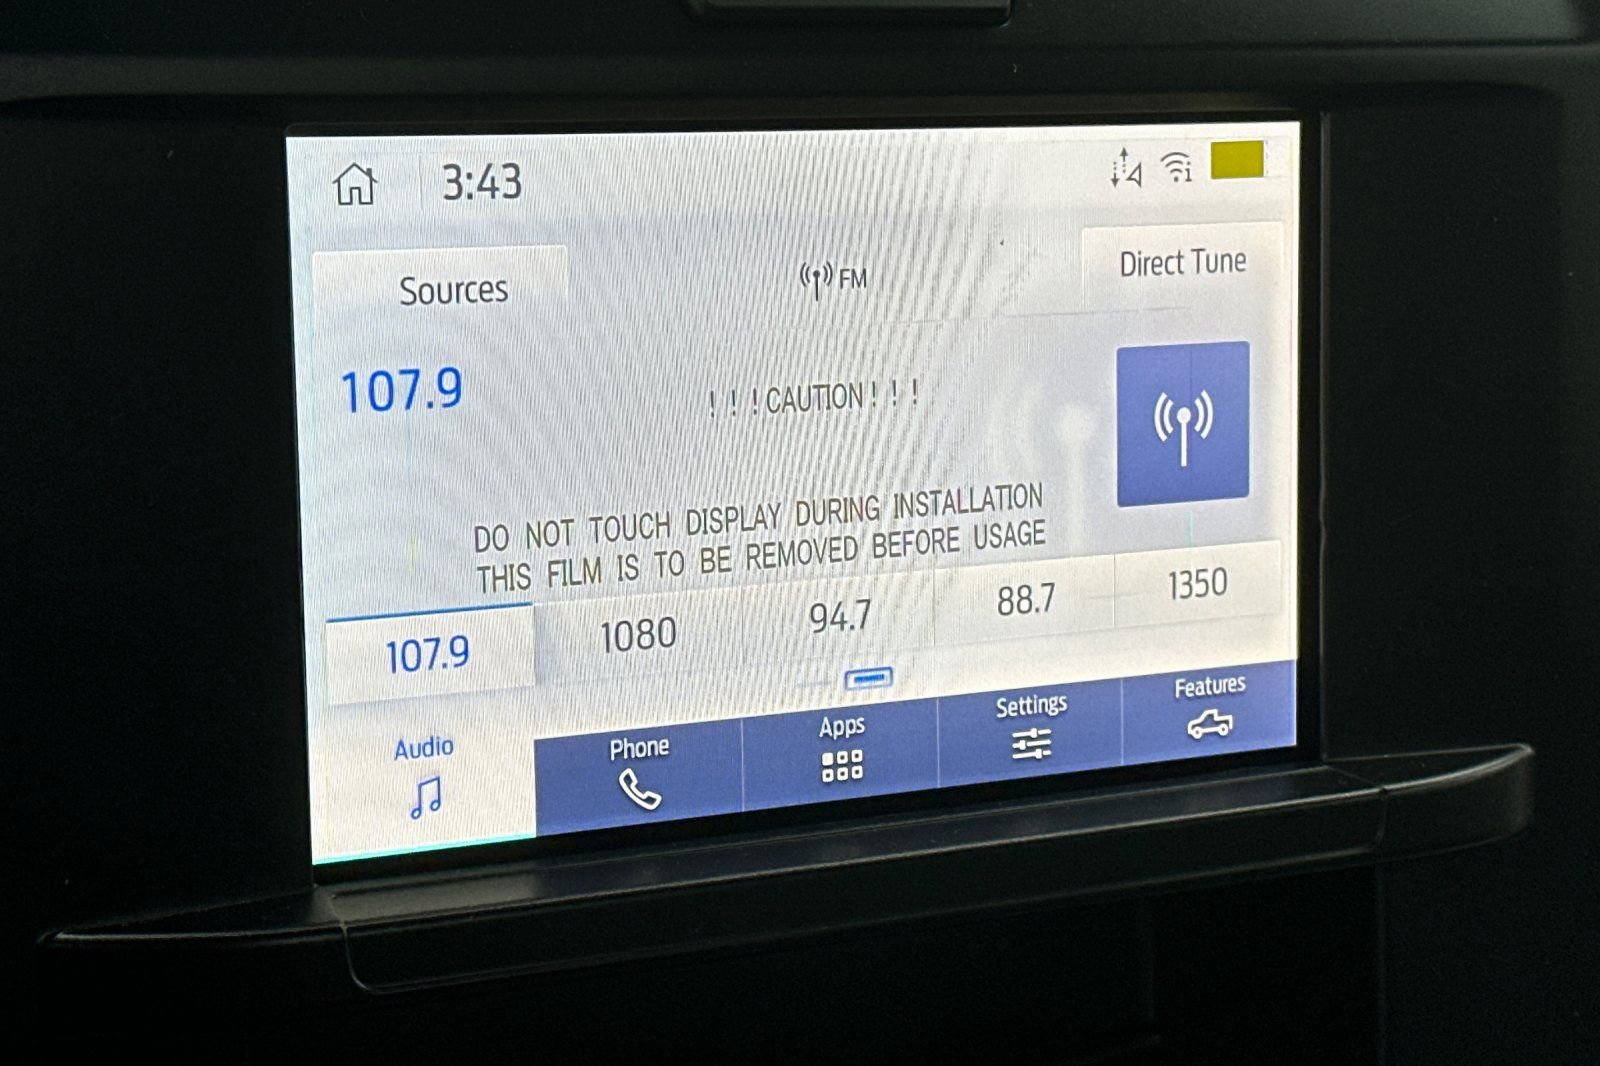 3:43
Sources
FM
Direct Tune
107.9
! ! ! CAUTION ! ! !
DO NOT TOUCH DISPLAY DURING INSTALLATION
THIS FILM IS TO BE REMOVED BEFORE USAGE
107.9 1080 94.7 88.7 1350
Audio Phone Apps Settings Features